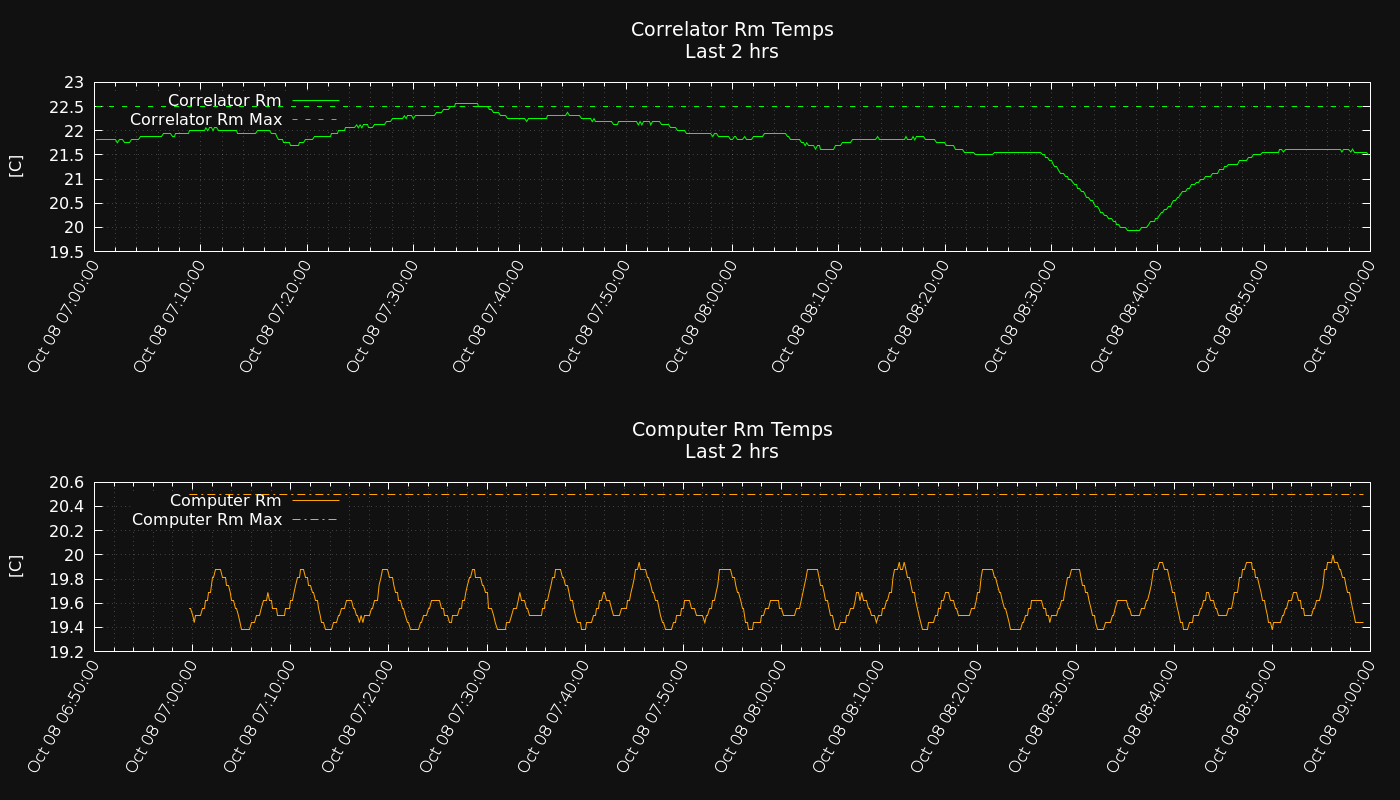 Correlator Rm Temps
Last 2 hrs
23
22.5
22
21.5
21
20.5
20
19.5
[C]
Correlator Rm
Correlator Rm Max
Oct 08 07:00:00
Oct 08 07:10:00
Oct 08 07:20:00
Oct 08 07:30:00
Oct 08 07:40:00
Oct 08 07:50:00
Oct 08 08:00:00
Oct 08 08:10:00
Oct 08 08:20:00
Oct 08 08:30:00
Oct 08 08:40:00
Oct 08 08:50:00
Oct 08 09:00:00
Computer Rm Temps
Last 2 hrs
20.6
20.4
20.2
20
19.8
19.6
19.4
19.2
[C]
Computer Rm
Computer Rm Max
Oct 08 06:50:00
Oct 08 07:00:00
Oct 08 07:10:00
Oct 08 07:20:00
Oct 08 07:30:00
Oct 08 07:40:00
Oct 08 07:50:00
Oct 08 08:00:00
Oct 08 08:10:00
Oct 08 08:20:00
Oct 08 08:30:00
Oct 08 08:40:00
Oct 08 08:50:00
Oct 08 09:00:00